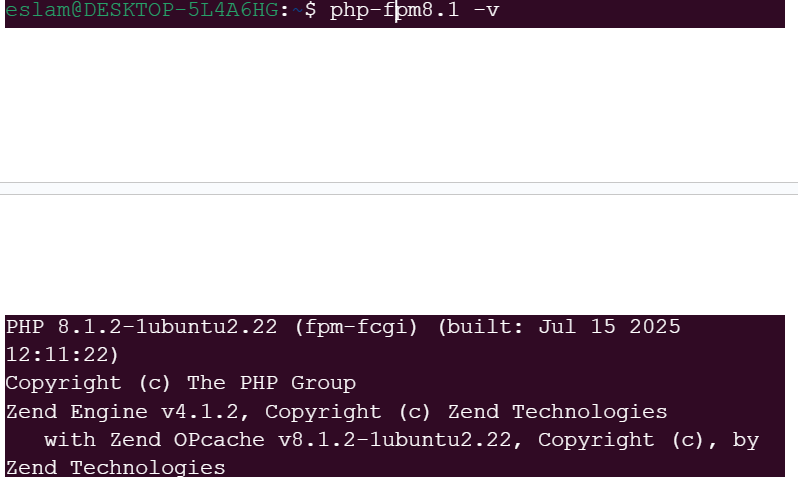 eslam@DESKTOP-5L4A6HG:~$ php-fpm8.1 -v
PHP 8.1.2-1ubuntu2.22 (fpm-fcgi) (built: Jul 15 2025
12:11:22)
Copyright (c) The PHP Group
Zend Engine v4.1.2, Copyright (c) Zend Technologies
with Zend OPcache v8.1.2-1ubuntu2.22, Copyright (c), by
Zend Technologies